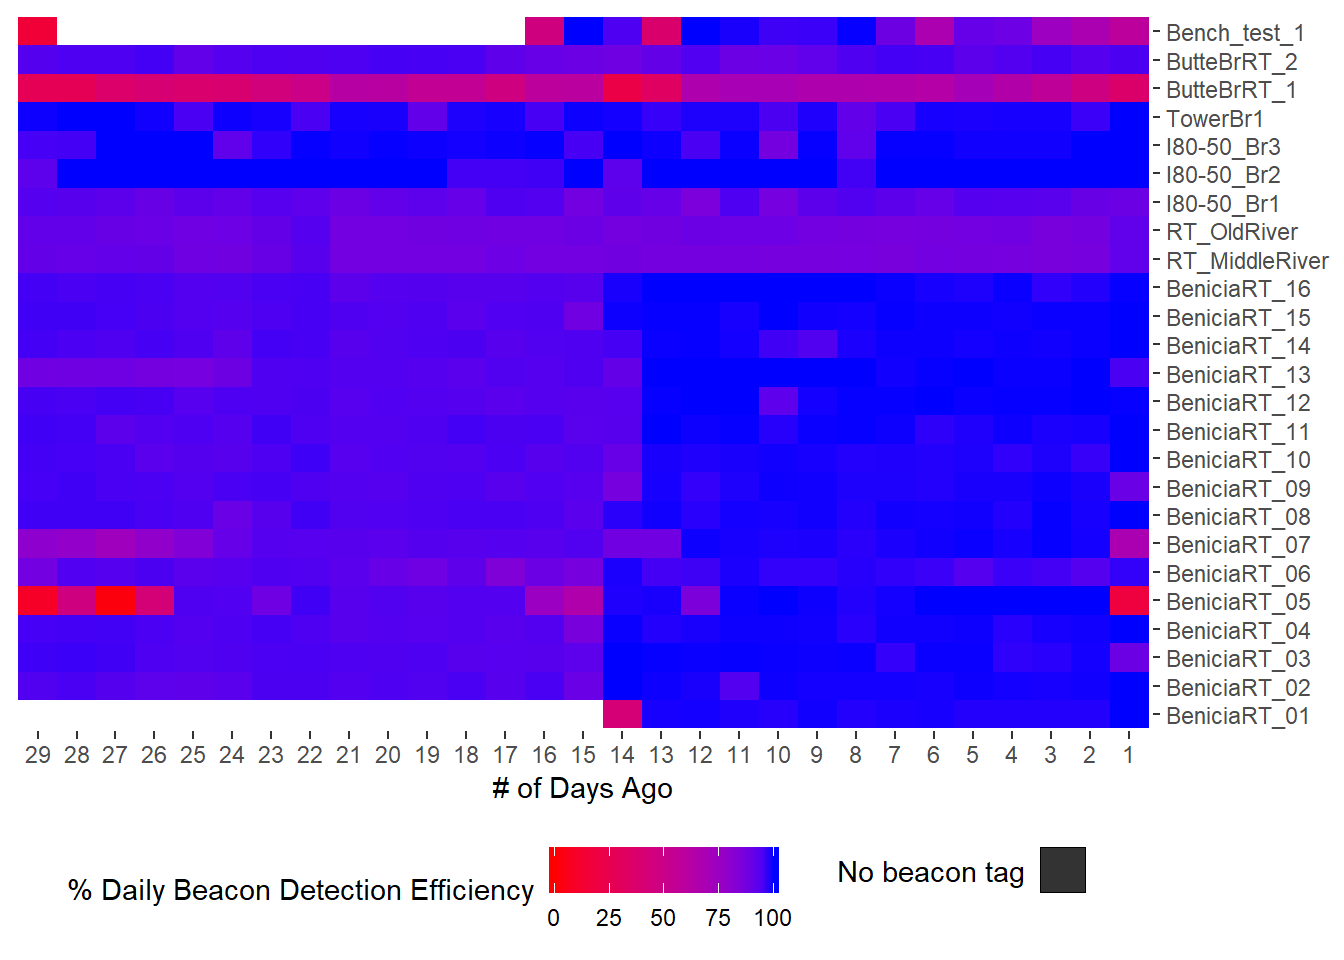 Bench_test_1
ButteBrRT_2
ButteBrRT_1
TowerBr1
I80-50_Br3
I80-50_Br2
I80-50_Br1
RT_OldRiver
RT_MiddleRiver
BeniciaRT_16
BeniciaRT_15
BeniciaRT_14
BeniciaRT_13
BeniciaRT_12
BeniciaRT_11
BeniciaRT_10
BeniciaRT_09
BeniciaRT_08
BeniciaRT_07
BeniciaRT_06
BeniciaRT_05
BeniciaRT_04
BeniciaRT_03
BeniciaRT_02
BeniciaRT_01
29 28 27 26 25 24 23 22 21 20 19 18 17 16 15 14 13 12 11 10 9 8 7 6 5 4 3 2 1
# of Days Ago
% Daily Beacon Detection Efficiency
0 25 50 75 100
No beacon tag